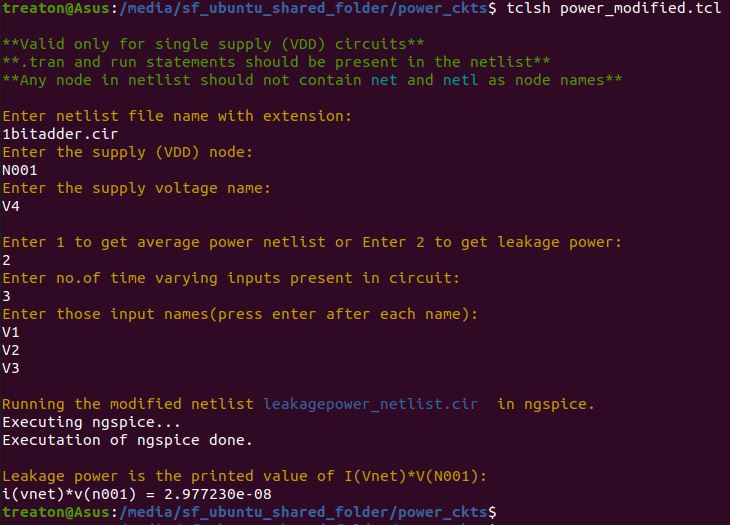 treaton@Asus:/media/sf_ubuntu_shared_folder/power_ckts$ tclsh power_modified.tcl
**Valid only for single supply (VDD) circuits**
**.tran and run statements should be present in the netlist**
**Any node in netlist should not contain net and netl as node names**
Enter netlist file name with extension:
1bitadder.cir
Enter the supply (VDD) node:
N001
Enter the supply voltage name:
V4
Enter 1 to get average power netlist or Enter 2 to get leakage power:
2
Enter no.of time varying inputs present in circuit:
3
Enter those input names(press enter after each name):
V1
V2
V3
Running the modified netlist leakagepower_netlist.cir  in ngspice.
Executing ngspice...
Executation of ngspice done.
Leakage power is the printed value of I(Vnet)*V(N001):
i(vnet)*v(n001) = 2.977230e-08
treaton@Asus:/media/sf_ubuntu_shared_folder/power_ckts$